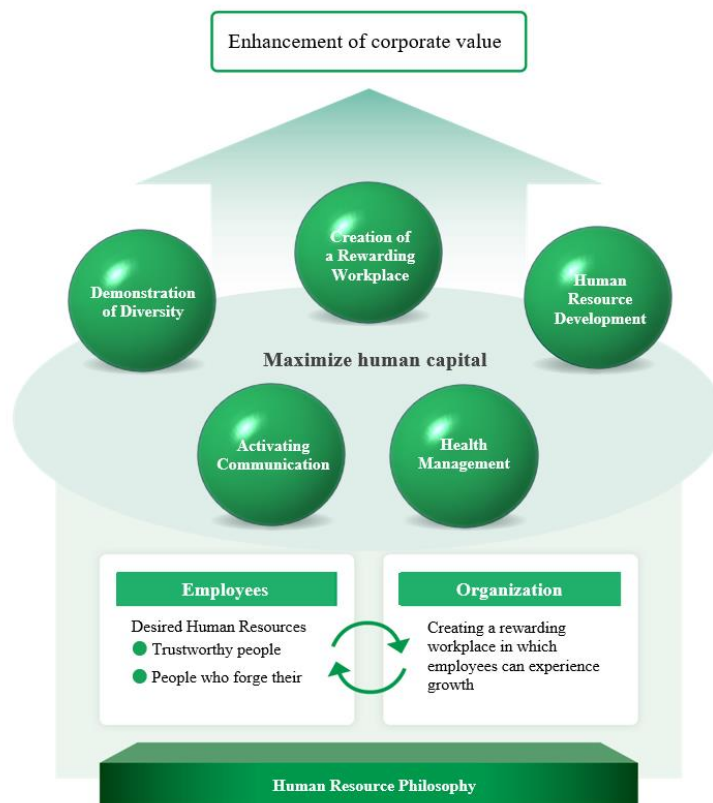 Enhancement of corporate value
Creation of
a Rewarding
Workplace
Demonstration
of Diversity
Human
Resource
Development
Maximize human capital
Activating
Communication
Health
Management
Employees
Desired Human Resources
Trustworthy people
People who forge their
Organization
Creating a rewarding
workplace in which
employees can experience
growth
Human Resource Philosophy